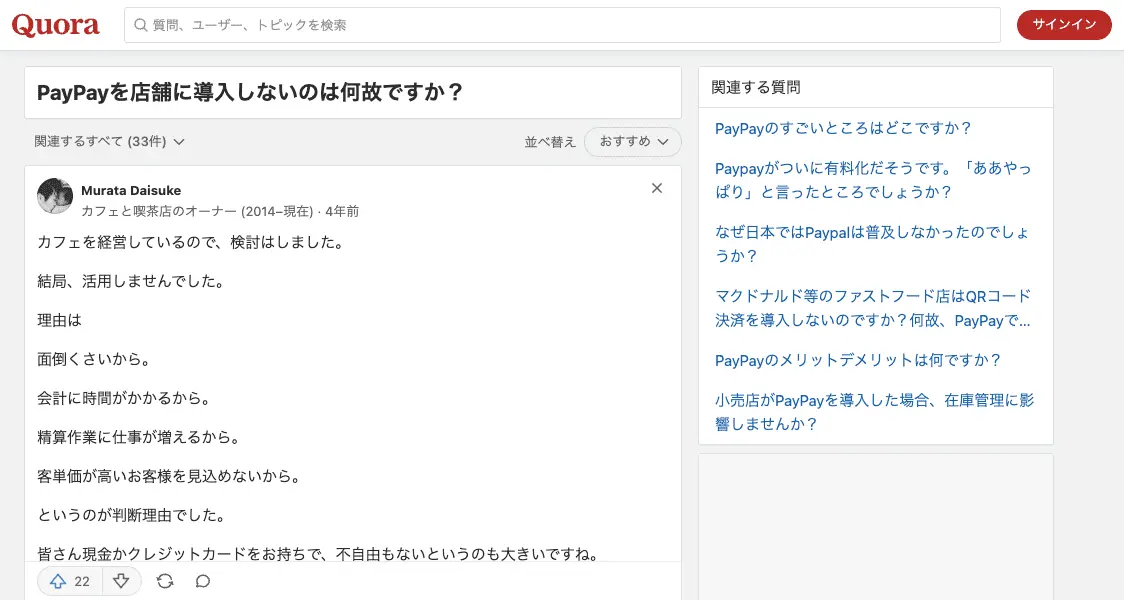 Quora
質問、ユーザー、トピックを検索
サインイン
PayPayを店舗に導入しないのは何故ですか？
関連するすべて (33件)
並べ替え
おすすめ
Murata Daisuke
カフェと喫茶店のオーナー (2014–現在) · 4年前
カフェを経営しているので、検討はしました。
結局、活用しませんでした。
理由は
面倒くさいから。
会計に時間がかかるから。
精算作業に仕事が増えるから。
客単価が高いお客様を見込めないから。
というのが判断理由でした。
皆さん現金かクレジットカードをお持ちで、不自由もないというのも大きいですね。
22
関連する質問
PayPayのすごいところはどこですか？
Paypayがついに有料化だそうです。「ああやっ
ぱり」と言ったところでしょうか？
なぜ日本ではPaypalは普及しなかったのでしょ
うか？
マクドナルド等のファストフード店はQRコード
決済を導入しないのですか？何故、PayPayで...
PayPayのメリットデメリットは何ですか？
小売店がPayPayを導入した場合、在庫管理に影
響しませんか？